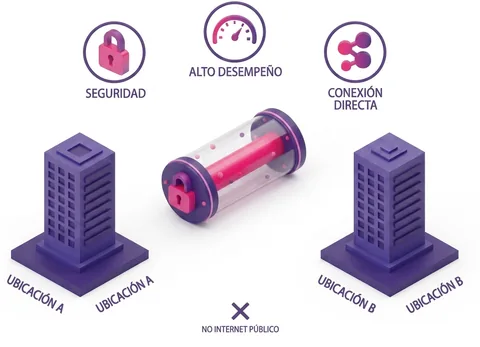 SEGURIDAD
ALTO DESEMPEÑO
CONEXIÓN
DIRECTA
UBICACIÓN A
UBICACIÓN A
UBICACIÓN B
UBICACIÓN B
NO INTERNET PÚBLICO